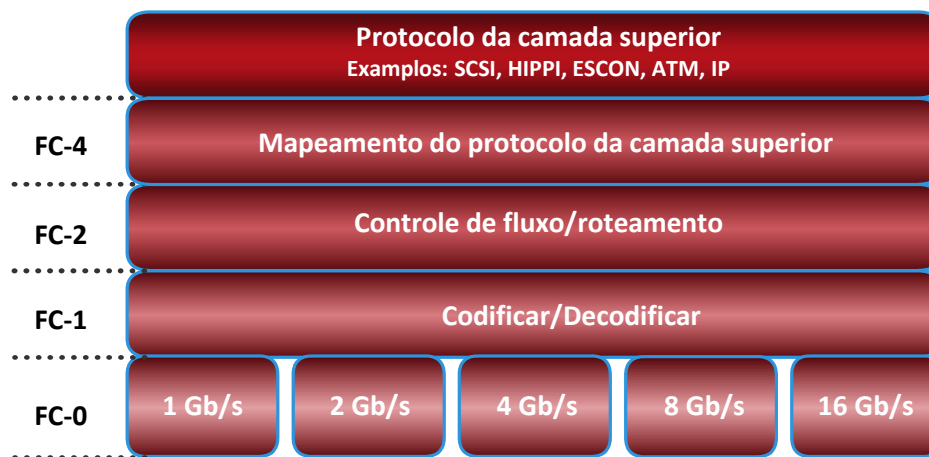 Protocolo da camada superior
Examplos: SCSI, HIPPI, ESCON, ATM, IP
FC-4
Mapeamento do protocolo da camada superior
FC-2
Controle de fluxo/roteamento
FC-1
Codificar/Decodificar
FC-0
1 Gb/s
2 Gb/s
4 Gb/s
8 Gb/s
16 Gb/s